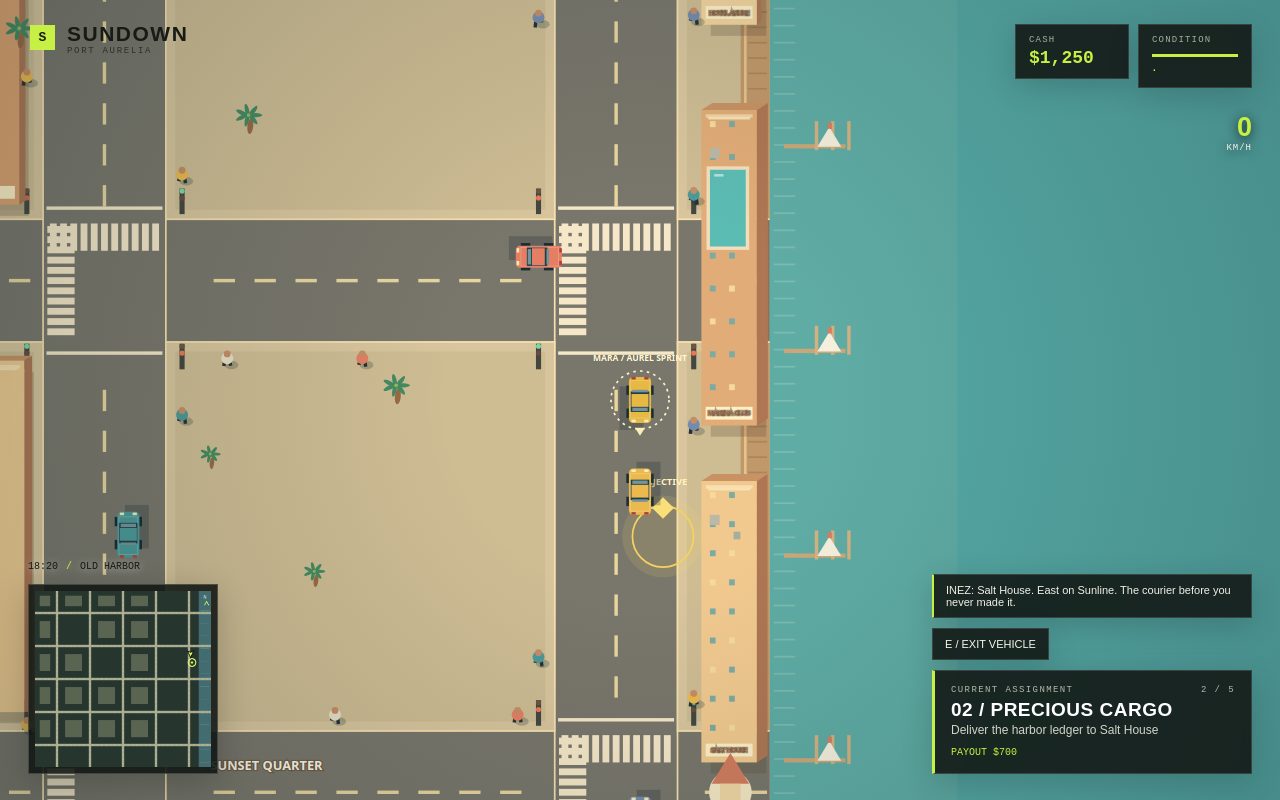 S
SUNDOWN
PORT AURELIA
CASH
$1,250
CONDITION
0
KM/H
MARA / AUREL SPRINT
JECTIVE
18:20 / OLD HARBOR
N
INEZ: Salt House. East on Sunline. The courier before you
never made it.
E / EXIT VEHICLE
CURRENT ASSIGNMENT
2 / 5
02 / PRECIOUS CARGO
Deliver the harbor ledger to Salt House
PAYOUT $700
UNSET QUARTER